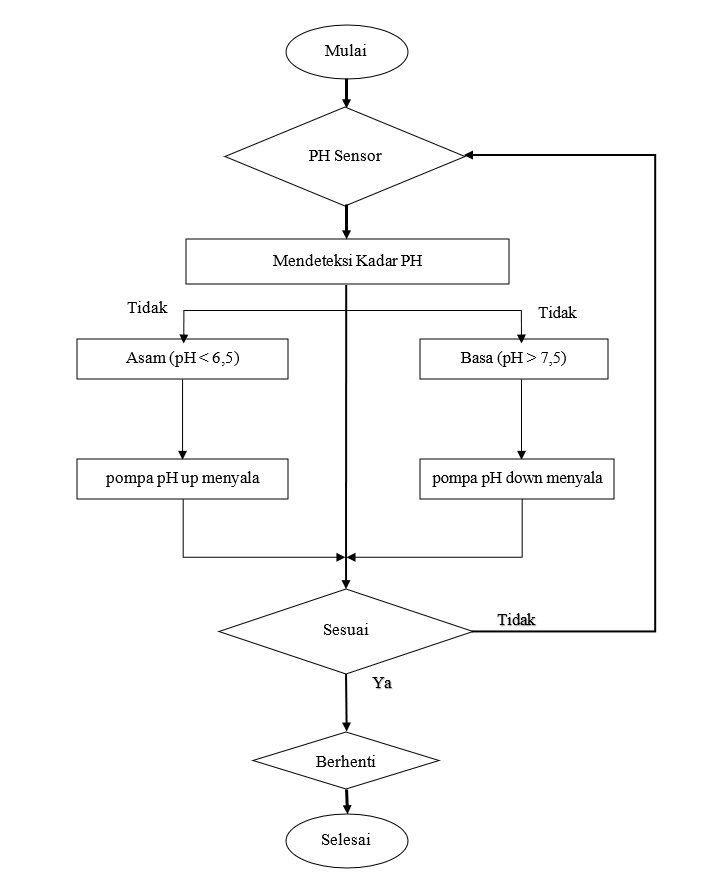 Mulai
PH Sensor
Mendeteksi Kadar PH
Tidak
Tidak
Asam (pH < 6,5)
Basa (pH > 7,5)
pompa pH up menyala
pompa pH down menyala
Sesuai
Tidak
Ya
Berhenti
Selesai